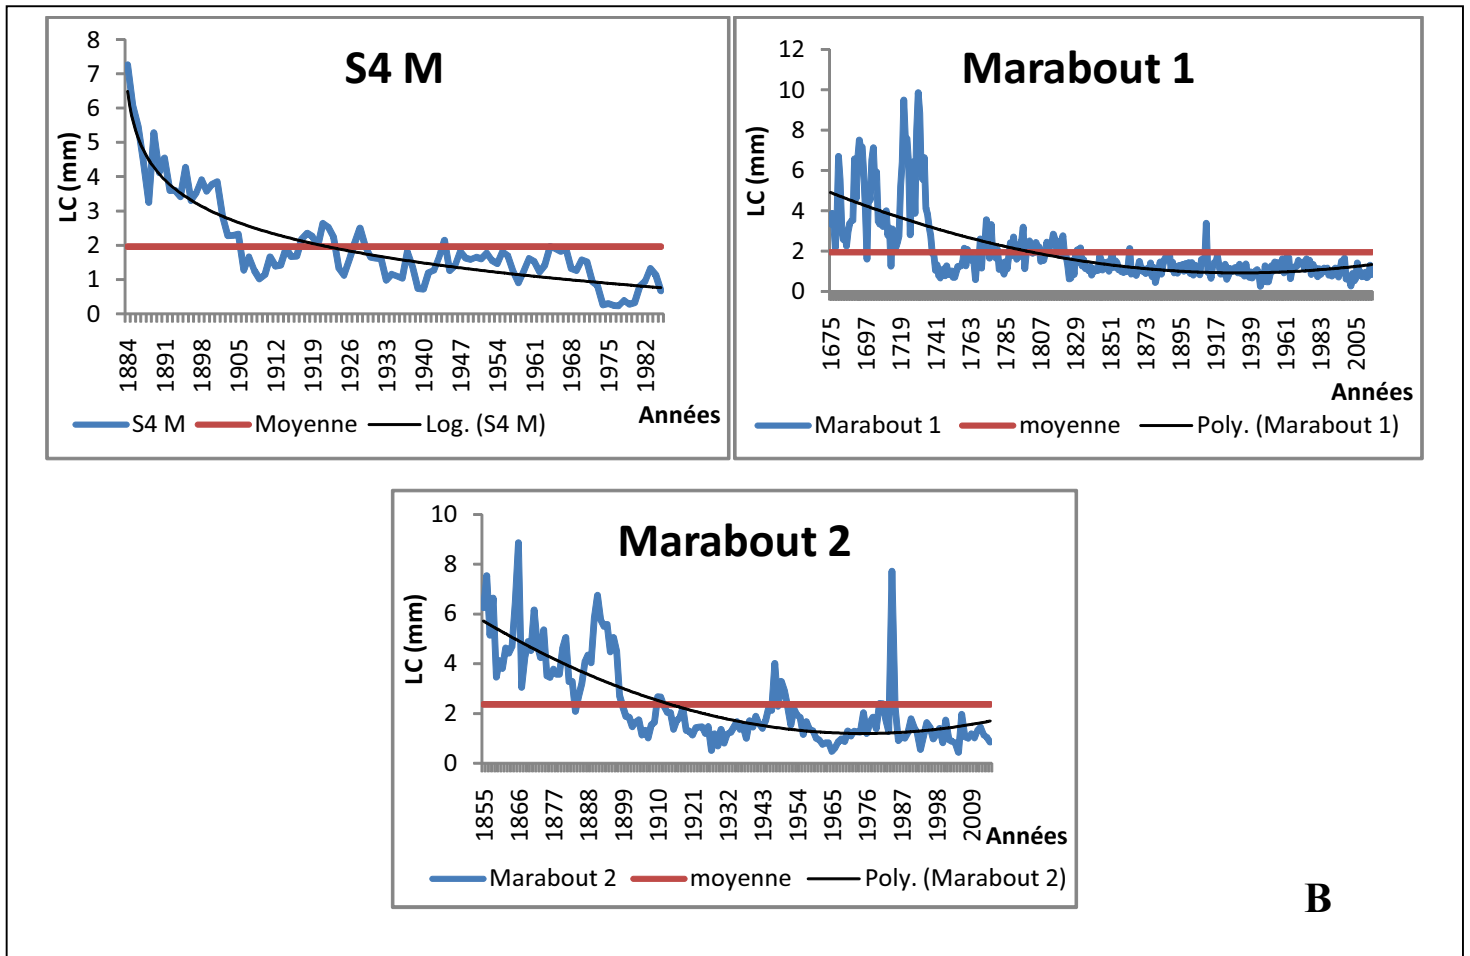 S4 M
LC (mm)
8
7
6
5
4
3
2
1
0
1884 1891 1898 1905 1912 1919 1926 1933 1940 1947 1954 1961 1968 1975 1982
Années
S4 M Moyenne Log. (S4 M)
Marabout 1
LC (mm)
12
10
8
6
4
2
0
1675 1697 1719 1741 1763 1785 1807 1829 1851 1873 1895 1917 1939 1961 1983 2005
Années
Marabout 1 moyenne Poly. (Marabout 1)
Marabout 2
LC (mm)
10
8
6
4
2
0
1855 1866 1877 1888 1899 1910 1921 1932 1943 1954 1965 1976 1987 1998 2009
Années
Marabout 2 moyenne Poly. (Marabout 2)
B